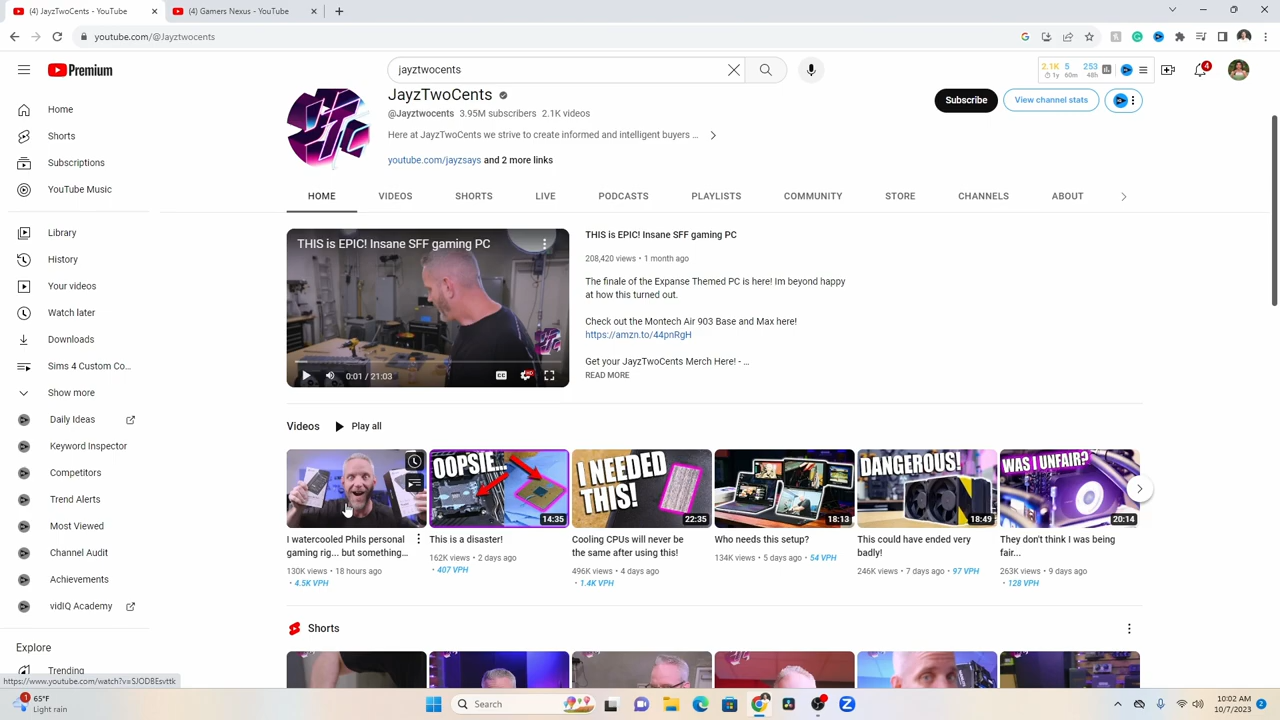 (4) JayzTwoCents - YouTube
(4) Gamers Nexus - YouTube
youtube.com/@Jayztwocents
Premium
jayztwocents
2.1K 5 253
1y 60m 48h
4
Home
Shorts
Subscriptions
YouTube Music
Library
History
Your videos
Watch later
Downloads
Sims 4 Custom Co...
Show more
Daily Ideas
Keyword Inspector
Competitors
Trend Alerts
Most Viewed
Channel Audit
Achievements
vidIQ Academy
Explore
Trending
JayzTwoCents
@Jayztwocents 3.95M subscribers 2.1K videos
Here at JayzTwoCents we strive to create informed and intelligent buyers ...
youtube.com/jayzsays and 2 more links
Subscribe
View channel stats
HOME VIDEOS SHORTS LIVE PODCASTS PLAYLISTS COMMUNITY STORE CHANNELS ABOUT
THIS is EPIC! Insane SFF gaming PC
0:01 / 21:03
CC
HD
THIS is EPIC! Insane SFF gaming PC
208,420 views • 1 month ago
The finale of the Expanse Themed PC is here! Im beyond happy
at how this turned out.
Check out the Montech Air 903 Base and Max here!
https://amzn.to/44pnRgH
Get your JayzTwoCents Merch Here! - ...
READ MORE
Videos
Play all
I watercooled Phils personal
gaming rig... but something...
130K views • 18 hours ago
• 4.5K VPH
OOPSIE...
14:35
This is a disaster!
162K views • 2 days ago
• 407 VPH
I NEEDED
THIS!
22:35
Cooling CPUs will never be
the same after using this!
496K views • 4 days ago
• 1.4K VPH
18:13
Who needs this setup?
134K views • 5 days ago • 54 VPH
DANGEROUS!
18:49
This could have ended very
badly!
246K views • 7 days ago • 97 VPH
WAS I UNFAIR?
20:14
They don't think I was being
fair...
263K views • 9 days ago
• 128 VPH
Shorts
https://www.youtube.com/watch?v=SJODBEsvttk
1
65°F
Light rain
Search
10:02 AM
10/7/2023
2